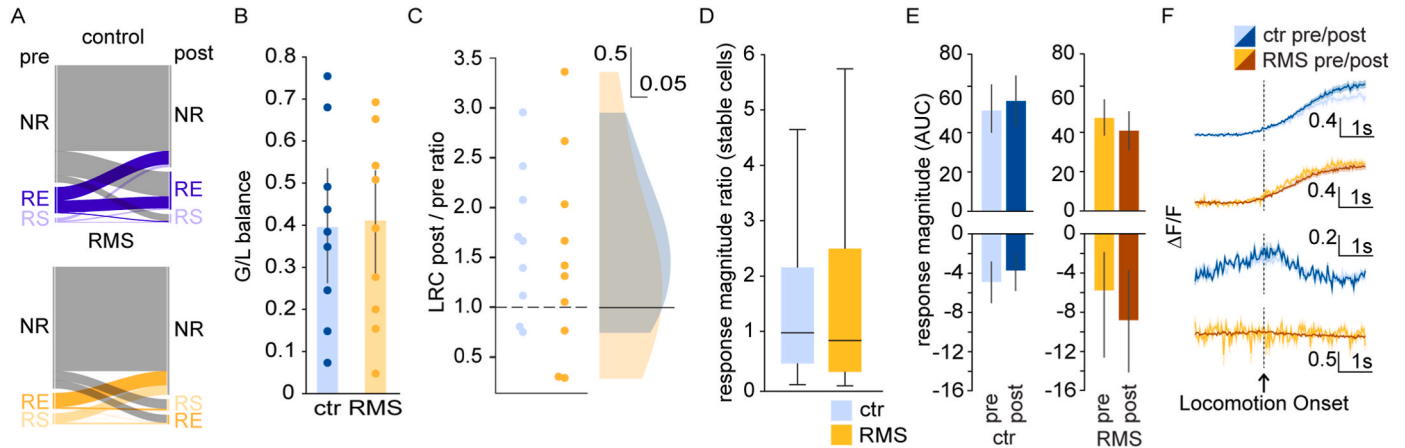 A
control
pre
post
NR
NR
RE
RE
RS
RS
RMS
NR
NR
RE
RS
RS
RE
B
G/L balance
0.8
0.7
0.6
0.5
0.4
0.3
0.2
0.1
0
ctr RMS
C
LRC post / pre ratio
3.5
3.0
2.5
2.0
1.5
1.0
0.5
0.5
0.05
D
response magnitude ratio (stable cells)
6
5
4
3
2
1
0
ctr
RMS
E
response magnitude (AUC)
80
60
40
20
0
0
-4
-8
-12
-16
pre
post
ctr
80
60
40
20
0
0
-4
-8
-12
-16
pre
post
RMS
F
ctr pre/post
RMS pre/post
ΔF/F
0.4
1s
0.4
1s
0.2
1s
0.5
1s
Locomotion Onset